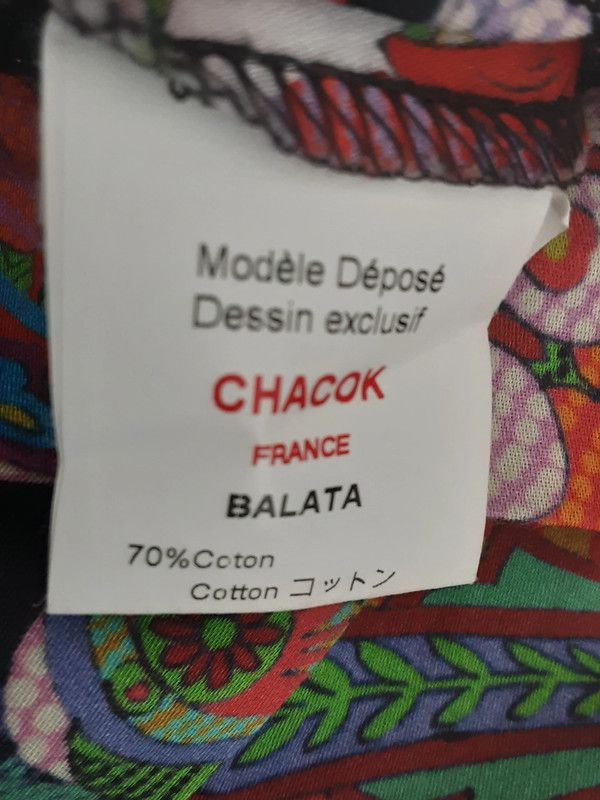 Modèle Déposé
Dessin exclusif
CHACOK
FRANCE
BALATA
70%Coton
Cotton コットン